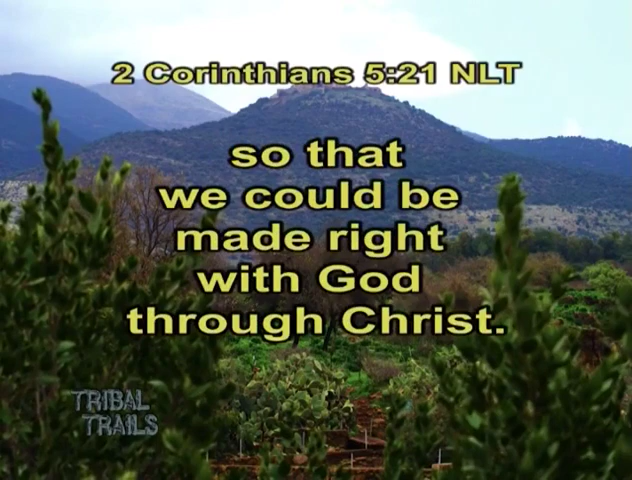 2 Corinthians 5:21 NLT
so that
we could be
made right
with God
through Christ.
TRIBAL
TRAILS